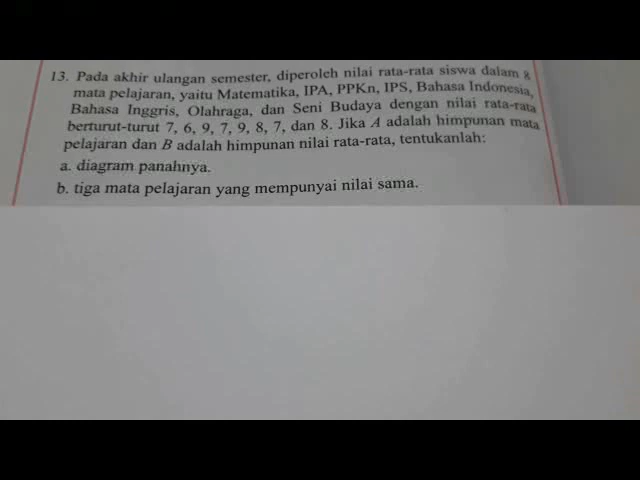 13. Pada akhir ulangan semester, diperoleh nilai rata-rata siswa dalam 8
mata pelajaran, yaitu Matematika, IPA, PPKn, IPS, Bahasa Indonesia,
Bahasa Inggris, Olahraga, dan Seni Budaya dengan nilai rata-rata
berturut-turut 7, 6, 9, 7, 9, 8, 7, dan 8. Jika A adalah himpunan mata
pelajaran dan B adalah himpunan nilai rata-rata, tentukanlah:
a. diagram panahnya.
b. tiga mata pelajaran yang mempunyai nilai sama.